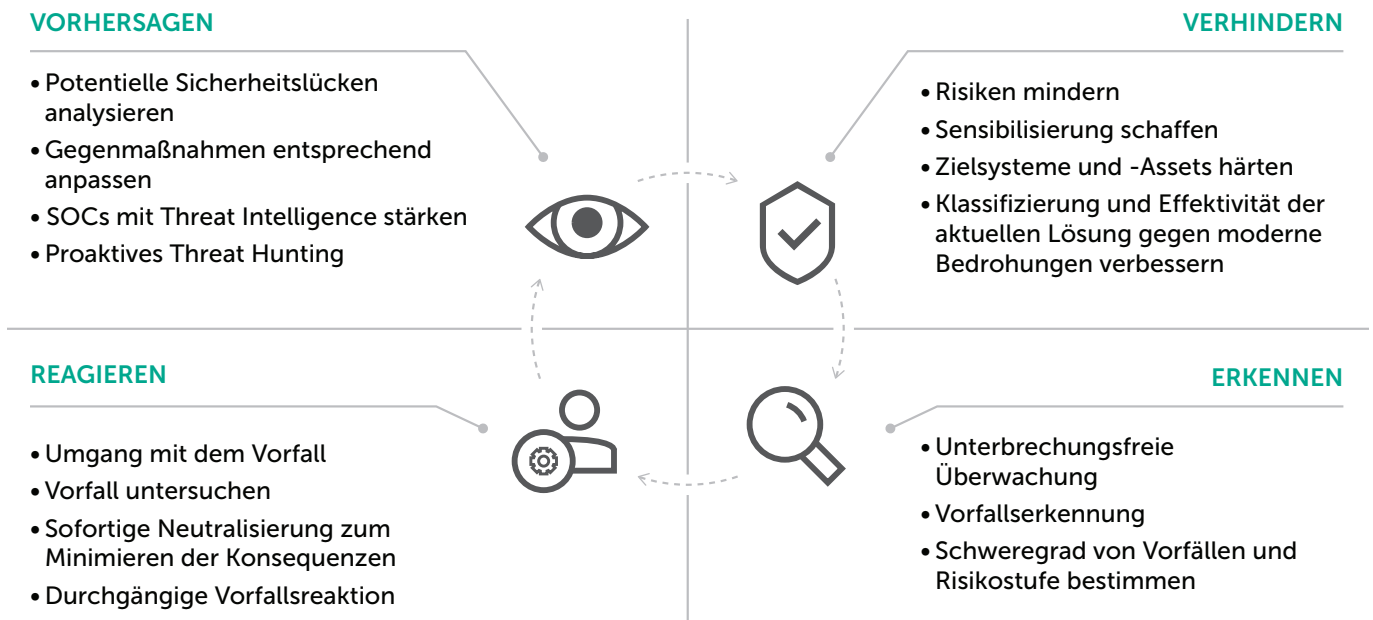 VORHERSAGEN
• Potentielle Sicherheitslücken
analysieren
• Gegenmaßnahmen entsprechend
anpassen
• SOCs mit Threat Intelligence stärken
• Proaktives Threat Hunting
VERHINDERN
• Risiken mindern
• Sensibilisierung schaffen
• Zielsysteme und -Assets härten
• Klassifizierung und Effektivität der
aktuellen Lösung gegen moderne
Bedrohungen verbessern
REAGIEREN
• Umgang mit dem Vorfall
• Vorfall untersuchen
• Sofortige Neutralisierung zum
Minimieren der Konsequenzen
• Durchgängige Vorfallsreaktion
ERKENNEN
• Unterbrechungsfreie
Überwachung
• Vorfallserkennung
• Schweregrad von Vorfällen und
Risikostufe bestimmen